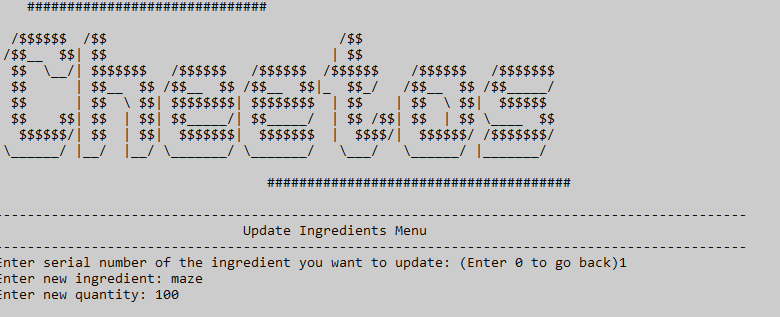 ##############################
Cheetos
######################################
Update Ingredients Menu
Enter serial number of the ingredient you want to update: (Enter 0 to go back)1
Enter new ingredient: maze
Enter new quantity: 100